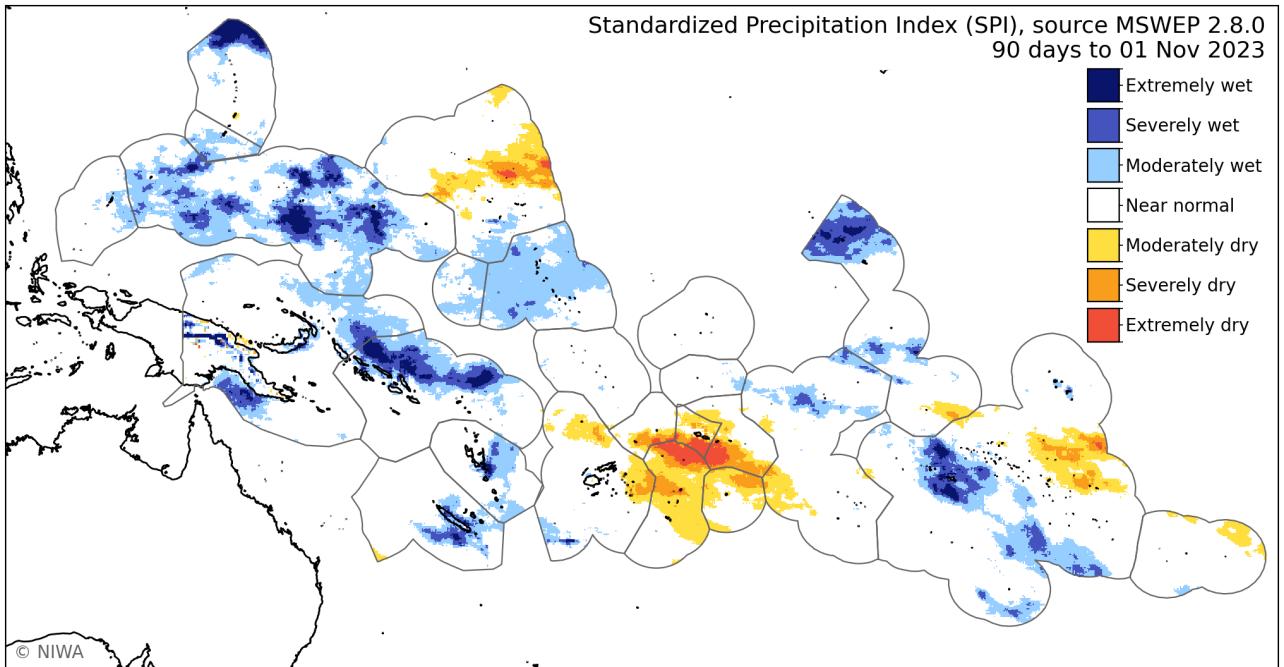 Standardized Precipitation Index (SPI), source MSWEP 2.8.0
90 days to 01 Nov 2023
Extremely wet
Severely wet
Moderately wet
Near normal
Moderately dry
Severely dry
Extremely dry
© NIWA